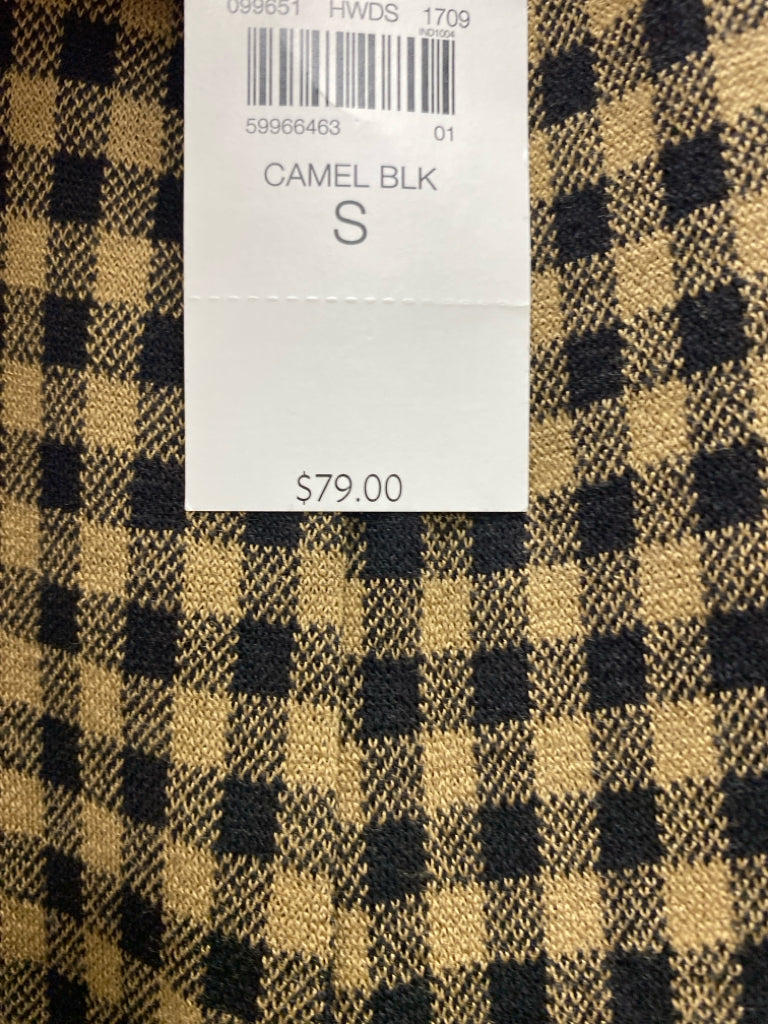 099651 HWDS 1709
IND1004
59966463 01
CAMEL BLK
S
$79.00